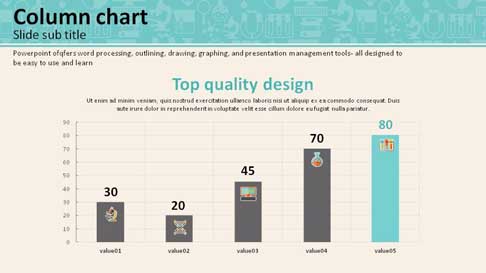 Column chart
Slide sub title
Powerpoint ofqfers word processing, outlining, drawing, graphing, and presentation management tools- all designed to
be easy to use and learn
Top quality design
Ut enim ad minim veniam, quis nostrud exercitation ullamco laboris nisi ut aliquip ex ea commodo consequat. Duis
aute irure dolor in reprehenderit in voluptate velit esse cillum dolore eu fugiat nulla pariatur.
90
80
70
60
50
40
30
20
10
0
30
20
45
70
80
value01 value02 value03 value04 value05